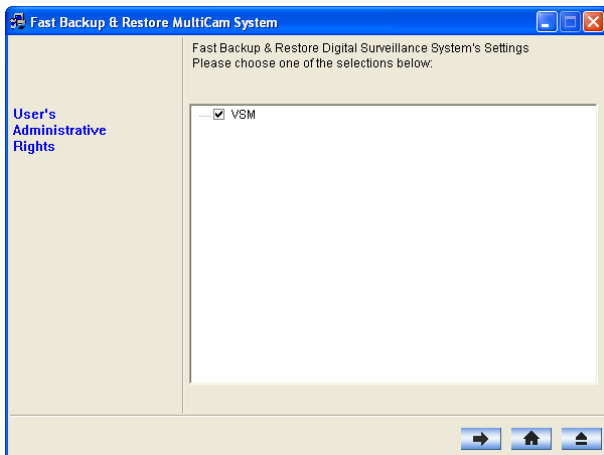 Fast Backup & Restore MultiCam System
Fast Backup & Restore Digital Surveillance System's Settings
Please choose one of the selections below:
User's
Administrative
Rights
VSM